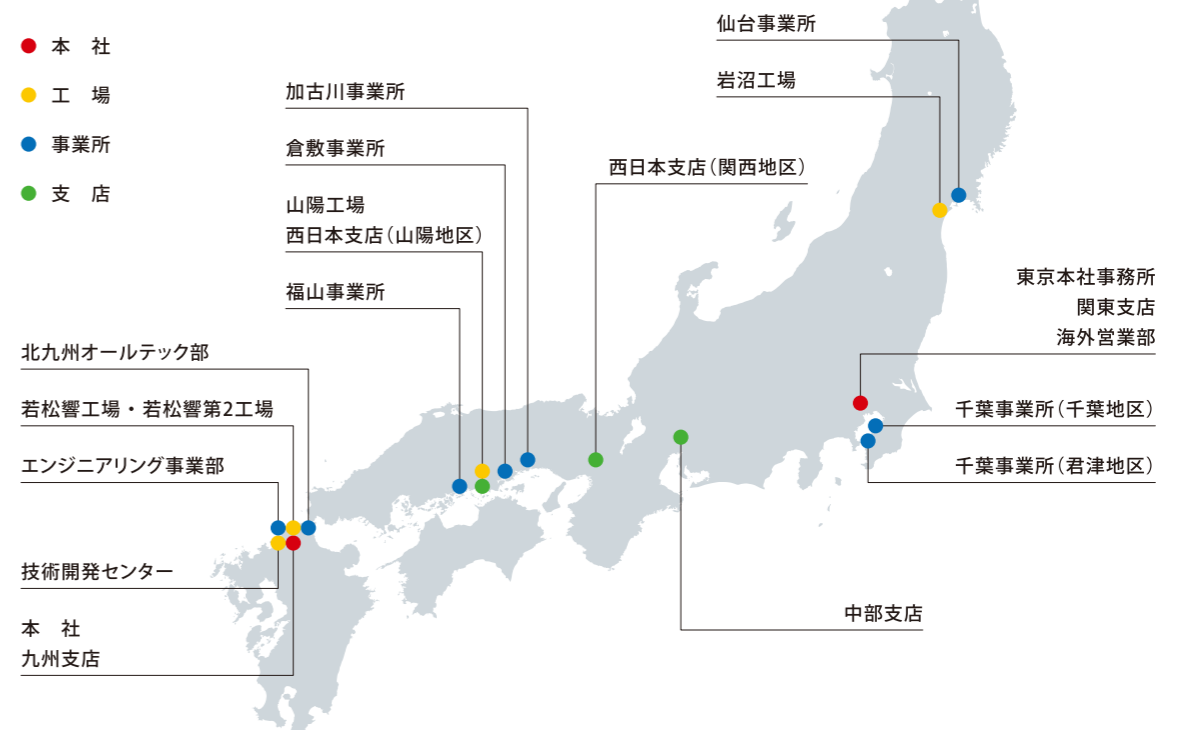 本　社
工　場
事業所
支　店
仙台事業所
岩沼工場
加古川事業所
倉敷事業所
西日本支店（関西地区）
山陽工場
西日本支店（山陽地区）
福山事業所
東京本社事務所
関東支店
海外営業部
北九州オールテック部
若松響工場・若松響第2工場
千葉事業所（千葉地区）
エンジニアリング事業部
千葉事業所（君津地区）
技術開発センター
中部支店
本　社
九州支店